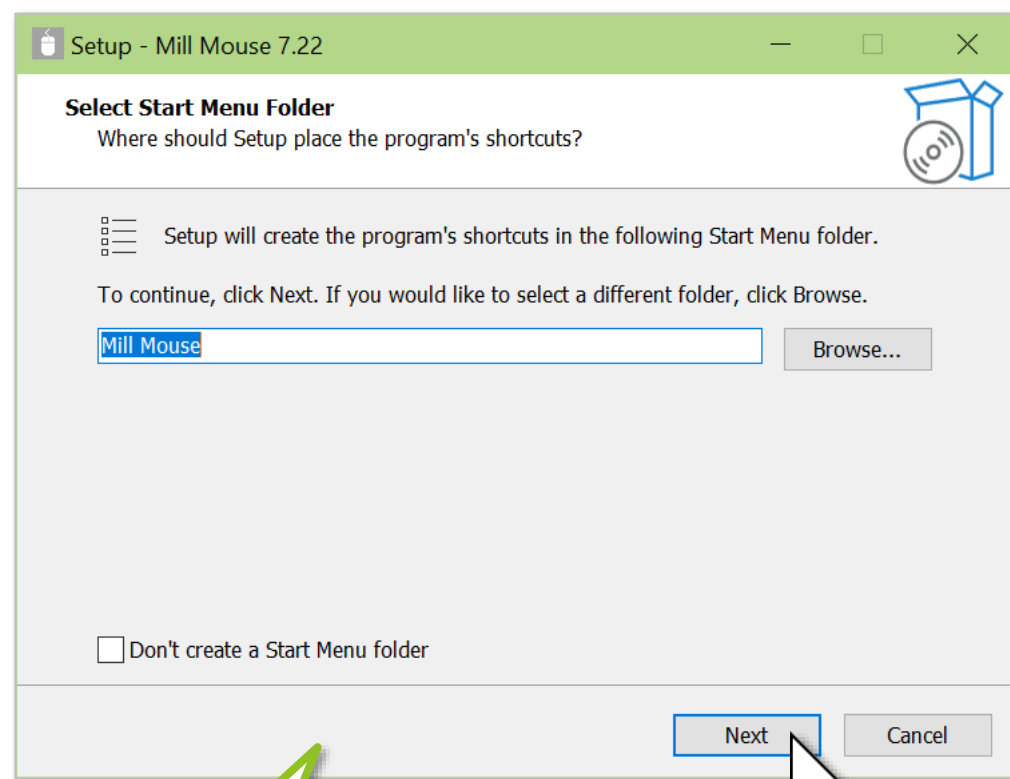 Setup - Mill Mouse 7.22
Select Start Menu Folder
Where should Setup place the program's shortcuts?
Setup will create the program's shortcuts in the following Start Menu folder.
To continue, click Next. If you would like to select a different folder, click Browse.
Mill Mouse
Browse...
Don't create a Start Menu folder
Next
Cancel